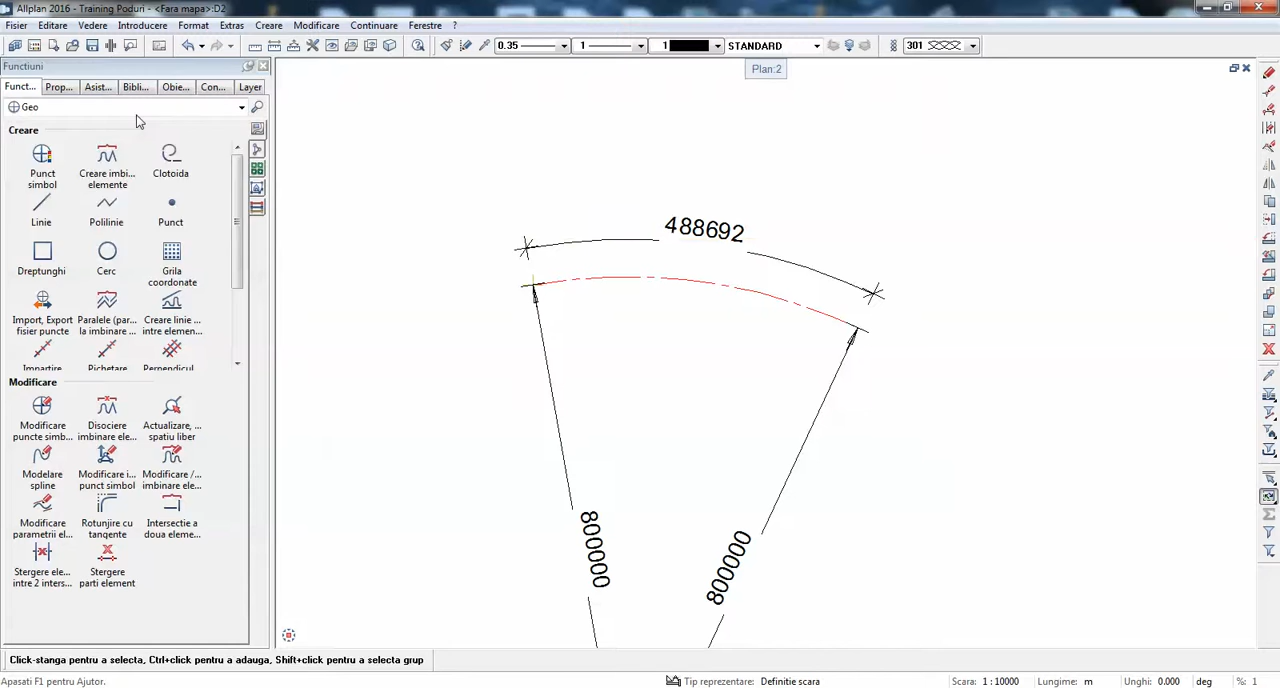 Allplan 2016 - Training Poduri - <Fara mapa>:D2
Fisier Editare Vedere Introducere Format Extras Creare Modificare Continuare Ferestre ?
0.35 1 1 STANDARD 301
Functiuni
Plan:2
Funct... Prop... Asist... Bibli... Obie... Con... Layer
Geo
Creare
Punct simbol
Creare imbi... elemente
Clotoida
Linie
Polilinie
Punct
Dreptunghi
Cerc
Grila coordonate
Import, Export fisier puncte
Paralele (par... la imbinare ...
Creare linie ... intre elemen...
Impartire
Pichetare
Perpendicul
Modificare
Modificare puncte simb...
Disociere imbinare ele...
Actualizare, ... spatiu liber
Modelare spline
Modificare i... punct simbol
Modificare /... imbinare ele...
Modificare parametrii el...
Rotunjire cu tangente
Intersectie a doua eleme...
Stergere ele... intre 2 inters...
Stergere parti element
488692
800000
800000
Click-stanga pentru a selecta, Ctrl+click pentru a adauga, Shift+click pentru a selecta grup
Apasati F1 pentru Ajutor.
Tip reprezentare: Definitie scara
Scara: 1 : 10000
Lungime: m
Unghi: 0.000 deg
%: 1